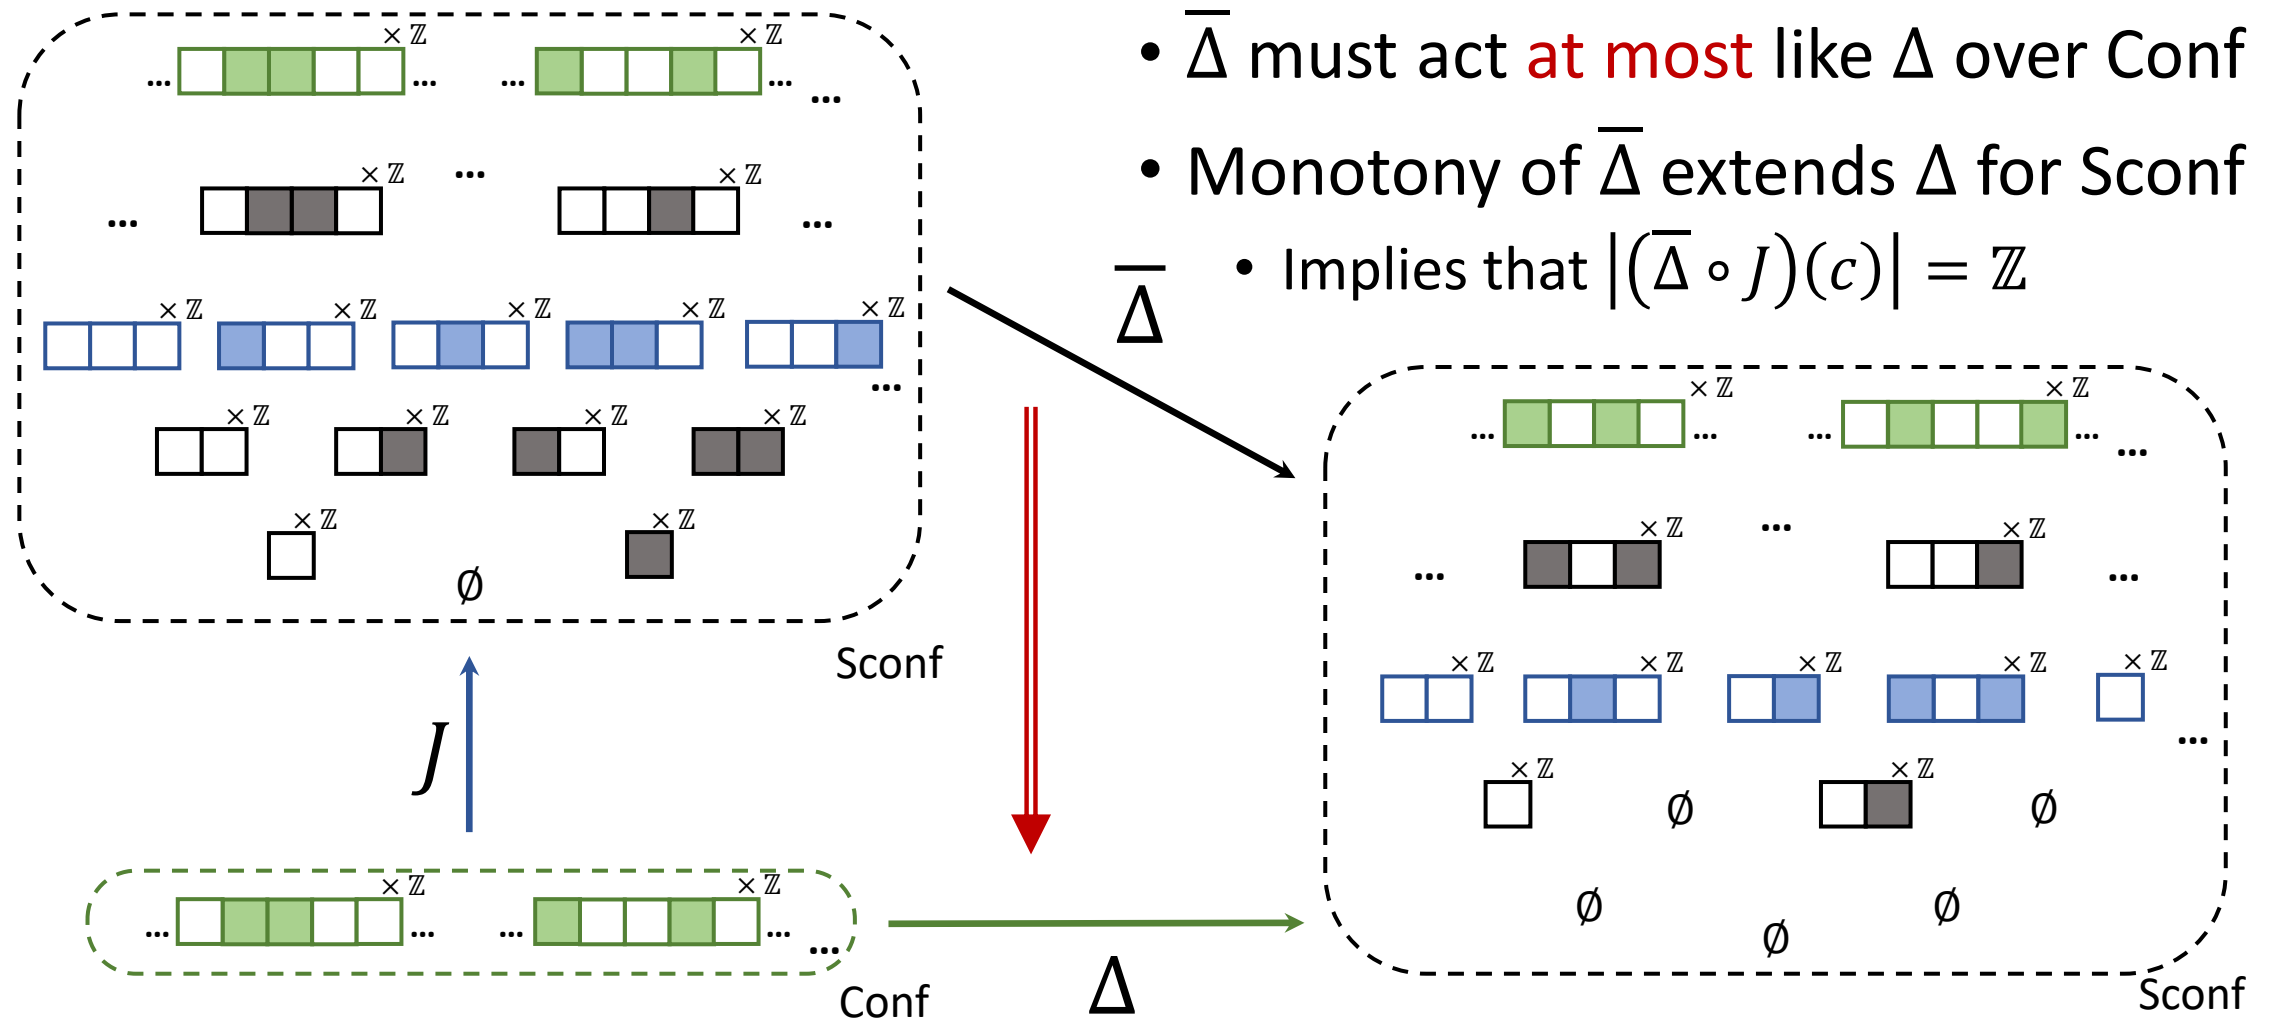 × ℤ × ℤ
... ... ... ... ...
• Δ̅ must act at most like Δ over Conf
× ℤ ... × ℤ
... ...
• Monotony of Δ̅ extends Δ for Sconf
• Implies that |(Δ̅ ∘ J)(c)| = ℤ
Δ̅
× ℤ × ℤ × ℤ × ℤ × ℤ
...
× ℤ × ℤ × ℤ × ℤ
× ℤ × ℤ
∅
Sconf
× ℤ × ℤ
... ... ... ... ...
× ℤ ... × ℤ
... ...
× ℤ × ℤ × ℤ × ℤ × ℤ
...
× ℤ ∅ × ℤ ∅
∅ ∅
∅
Sconf
J
× ℤ × ℤ
... ... ... ... ...
Conf
Δ